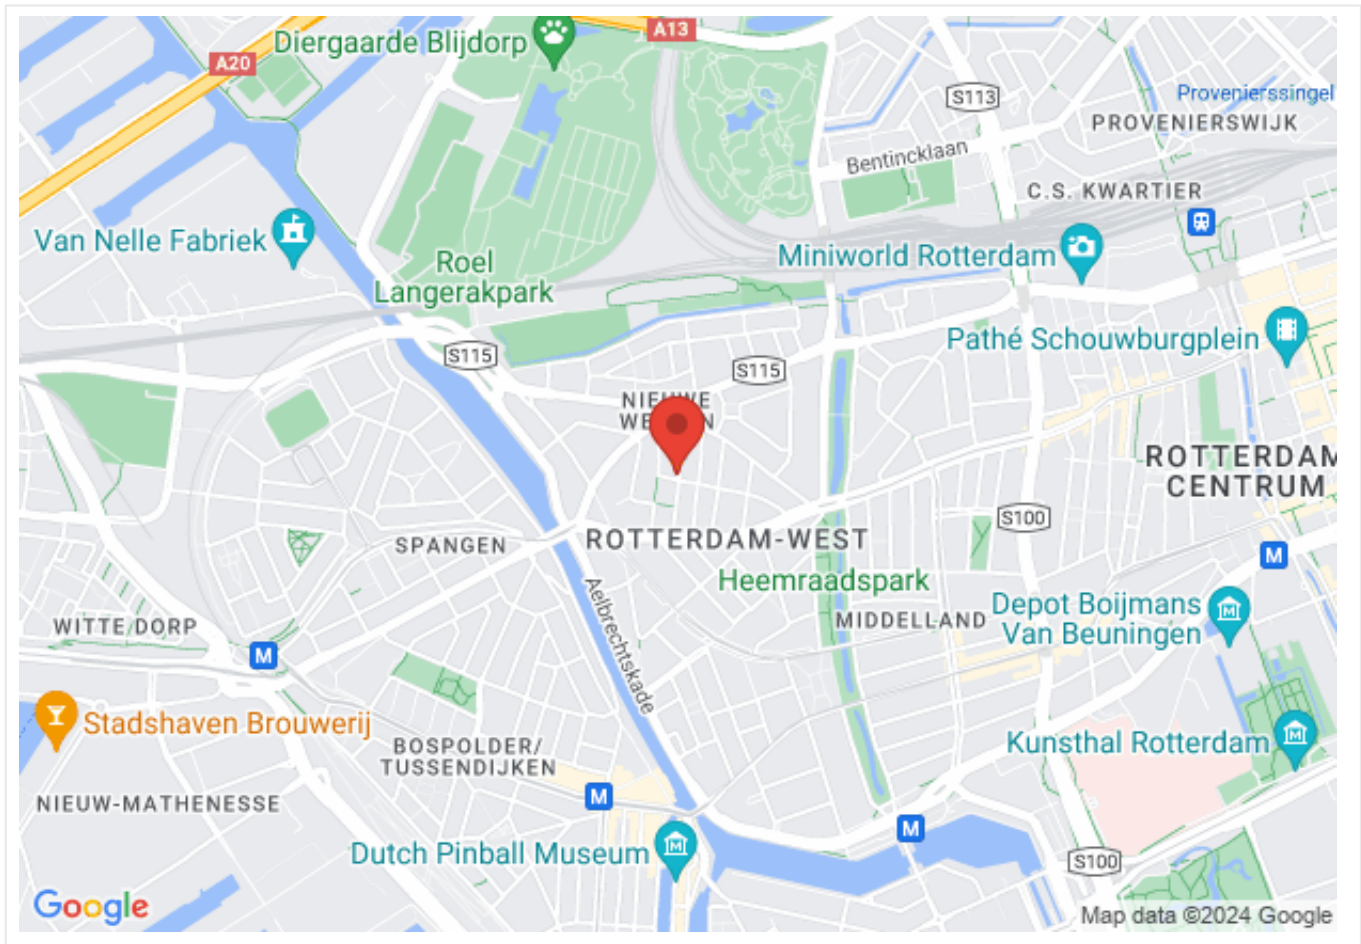 A13
Diergaarde Blijdorp
A20
S113
Provenierssingel
PROVENIERSWIJK
Bentincklaan
C.S. KWARTIER
Van Nelle Fabriek
Miniworld Rotterdam
Roel
Langerakpark
Pathé Schouwburgplein
S115
S115
NIEUWE
ROTTERDAM
CENTRUM
S100
SPANGEN
ROTTERDAM-WEST
M
Heemraadspark
Aelbrechtskade
Depot Boijmans
Van Beuningen
MIDDELLAND
WITTE DORP
M
Stadshaven Brouwerij
BOSPOLDER/
TUSSENDIJKEN
Kunsthal Rotterdam
NIEUW-MATHENESSE
M
M
Dutch Pinball Museum
S100
Google
Map data ©2024 Google